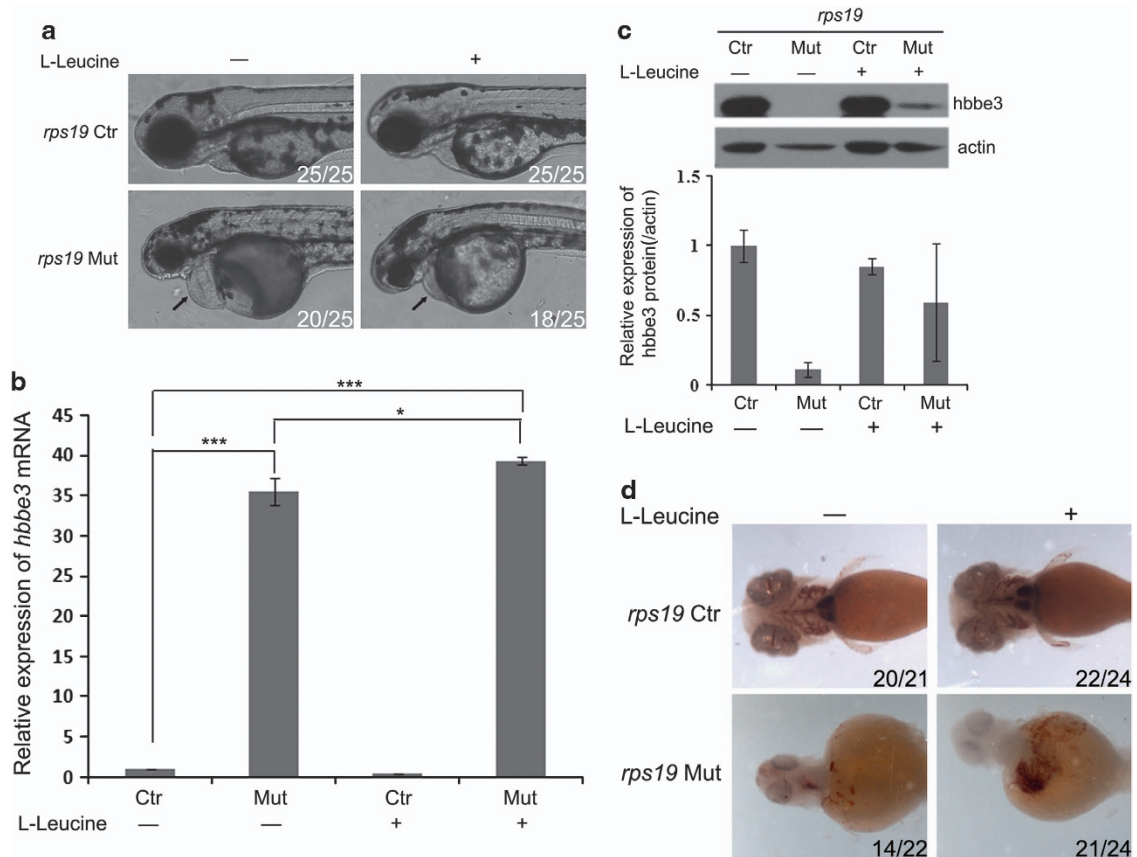 a
L-Leucine — +
rps19 Ctr
25/25 25/25
rps19 Mut
20/25 18/25
b
Relative expression of hbbe3 mRNA
45
40
35
30
25
20
15
10
5
0
***
*
***
Ctr Mut Ctr Mut
L-Leucine — — + +
c
rps19
Ctr Mut Ctr Mut
L-Leucine — — + +
hbbe3
actin
Relative expression of
hbbe3 protein(/actin)
1.5
1
0.5
0
Ctr Mut Ctr Mut
L-Leucine — — + +
d
L-Leucine — +
rps19 Ctr
20/21 22/24
rps19 Mut
14/22 21/24